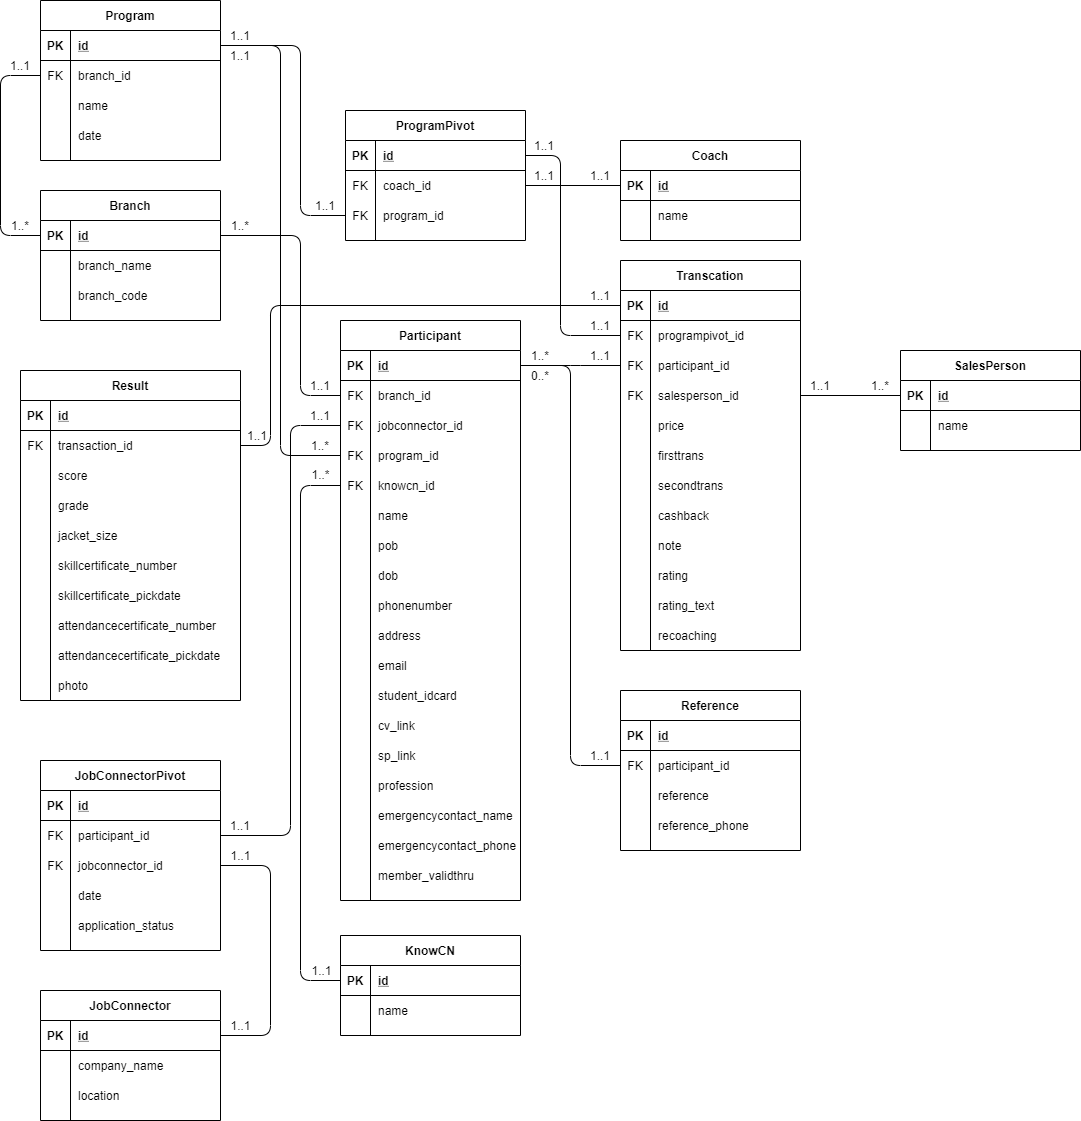 Program
PK id
FK branch_id
name
date
1..1
1..1
1..1
1..*
Branch
PK id
branch_name
branch_code
1..*
ProgramPivot
PK id
FK coach_id
FK program_id
1..1
1..1
1..1
1..1
Coach
PK id
name
Transcation
PK id
FK programpivot_id
FK participant_id
FK salesperson_id
price
firsttrans
secondtrans
cashback
note
rating
rating_text
recoaching
1..1
1..1
1..1
1..1
1..*
SalesPerson
PK id
name
Participant
PK id
FK branch_id
FK jobconnector_id
FK program_id
FK knowcn_id
name
pob
dob
phonenumber
address
email
student_idcard
cv_link
sp_link
profession
emergencycontact_name
emergencycontact_phone
member_validthru
1..*
0..*
1..1
1..1
1..*
1..*
Result
PK id
FK transaction_id
score
grade
jacket_size
skillcertificate_number
skillcertificate_pickdate
attendancecertificate_number
attendancecertificate_pickdate
photo
1..1
Reference
PK id
FK participant_id
reference
reference_phone
1..1
JobConnectorPivot
PK id
FK participant_id
FK jobconnector_id
date
application_status
1..1
1..1
KnowCN
PK id
name
1..1
JobConnector
PK id
company_name
location
1..1